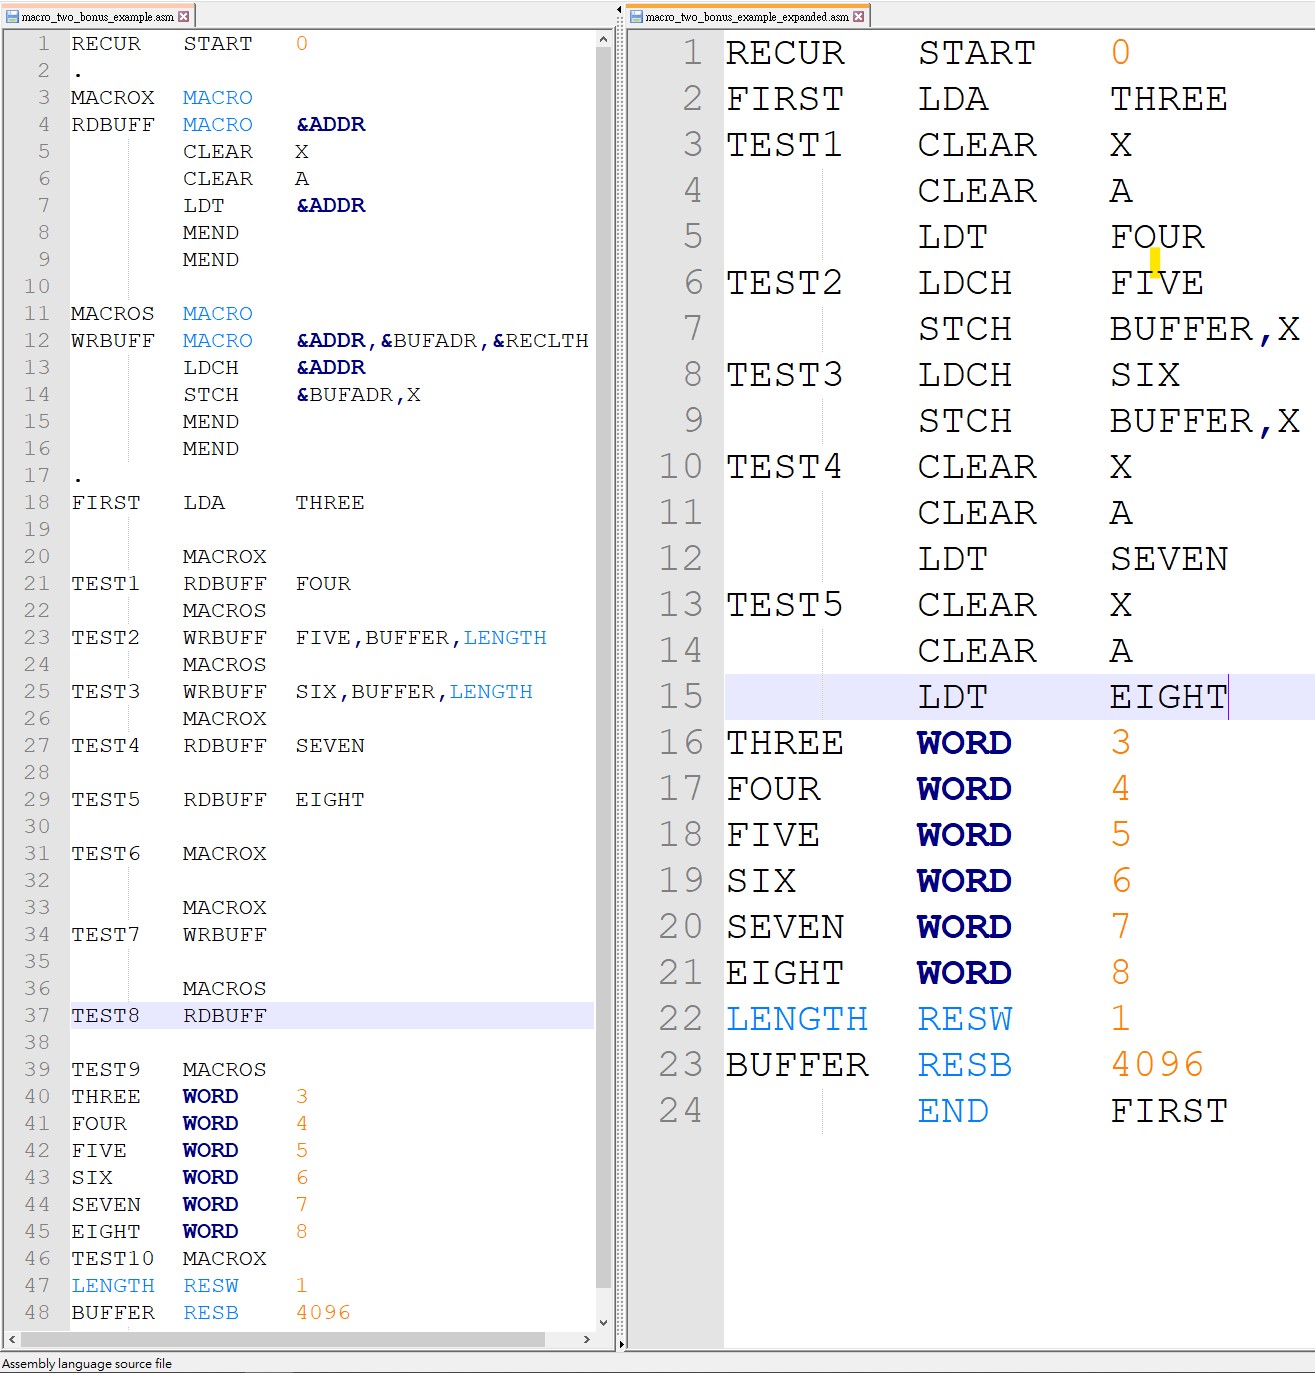 macro_two_bonus_example.asm
1 RECUR START 0
2 .
3 MACROX MACRO
4 RDBUFF MACRO &ADDR
5 CLEAR X
6 CLEAR A
7 LDT &ADDR
8 MEND
9 MEND
10
11 MACROS MACRO
12 WRBUFF MACRO &ADDR,&BUFADR,&RECLTH
13 LDCH &ADDR
14 STCH &BUFADR,X
15 MEND
16 MEND
17 .
18 FIRST LDA THREE
19
20 MACROX
21 TEST1 RDBUFF FOUR
22 MACROS
23 TEST2 WRBUFF FIVE,BUFFER,LENGTH
24 MACROS
25 TEST3 WRBUFF SIX,BUFFER,LENGTH
26 MACROX
27 TEST4 RDBUFF SEVEN
28
29 TEST5 RDBUFF EIGHT
30
31 TEST6 MACROX
32
33 MACROX
34 TEST7 WRBUFF
35
36 MACROS
37 TEST8 RDBUFF
38
39 TEST9 MACROS
40 THREE WORD 3
41 FOUR WORD 4
42 FIVE WORD 5
43 SIX WORD 6
44 SEVEN WORD 7
45 EIGHT WORD 8
46 TEST10 MACROX
47 LENGTH RESW 1
48 BUFFER RESB 4096
Assembly language source file
macro_two_bonus_example_expanded.asm
1 RECUR START 0
2 FIRST LDA THREE
3 TEST1 CLEAR X
4 CLEAR A
5 LDT FOUR
6 TEST2 LDCH FIVE
7 STCH BUFFER,X
8 TEST3 LDCH SIX
9 STCH BUFFER,X
10 TEST4 CLEAR X
11 CLEAR A
12 LDT SEVEN
13 TEST5 CLEAR X
14 CLEAR A
15 LDT EIGHT
16 THREE WORD 3
17 FOUR WORD 4
18 FIVE WORD 5
19 SIX WORD 6
20 SEVEN WORD 7
21 EIGHT WORD 8
22 LENGTH RESW 1
23 BUFFER RESB 4096
24 END FIRST